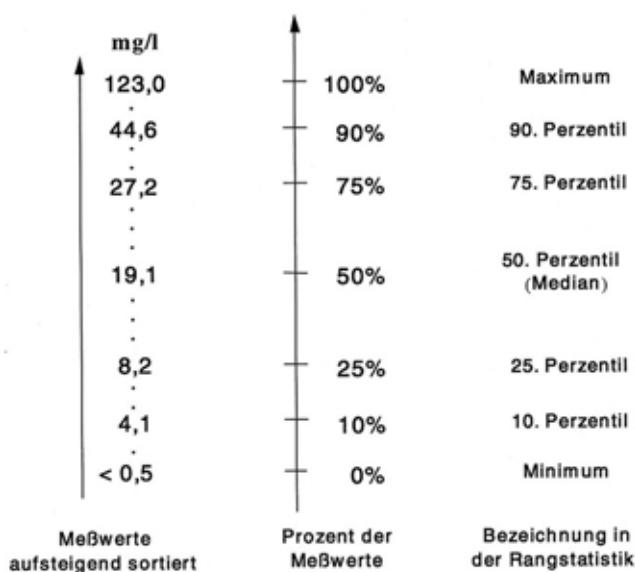 mg/l
123,0 100% Maximum
44,6 90% 90. Perzentil
27,2 75% 75. Perzentil
19,1 50% 50. Perzentil
(Median)
8,2 25% 25. Perzentil
4,1 10% 10. Perzentil
< 0,5 0% Minimum
Meßwerte
aufsteigend sortiert
Prozent der
Meßwerte
Bezeichnung in
der Rangstatistik